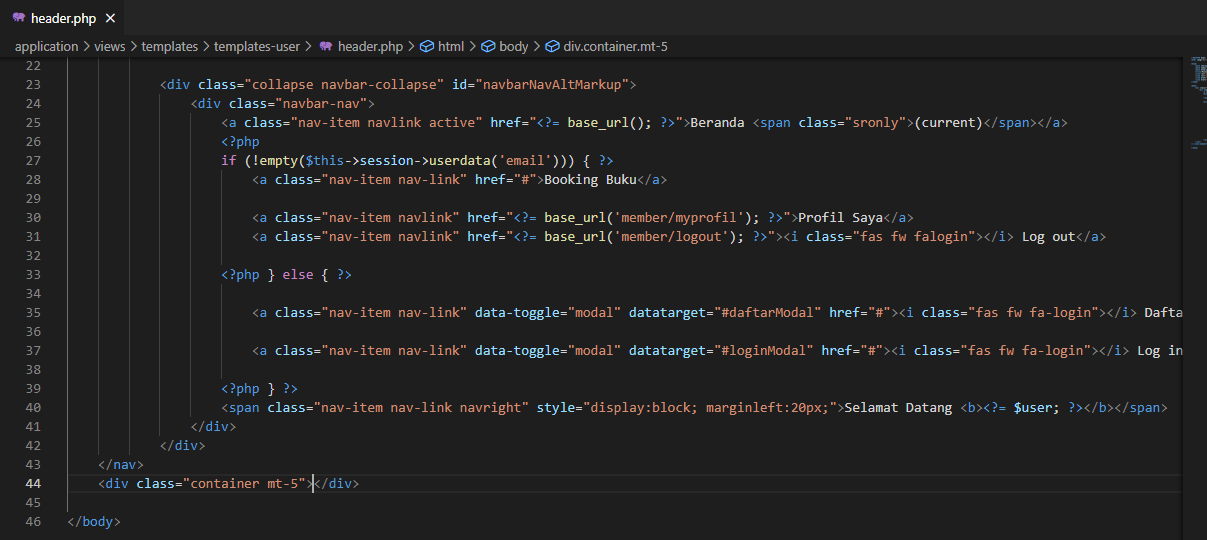 header.php ×
application > views > templates > templates-user > header.php > html > body > div.container.mt-5
22
23 <div class="collapse navbar-collapse" id="navbarNavAltMarkup">
24 <div class="navbar-nav">
25 <a class="nav-item navlink active" href="<?= base_url(); ?>">Beranda <span class="sronly">(current)</span></a>
26 <?php
27 if (!empty($this->session->userdata('email'))) { ?>
28 <a class="nav-item nav-link" href="#">Booking Buku</a>
29
30 <a class="nav-item navlink" href="<?= base_url('member/myprofil'); ?>">Profil Saya</a>
31 <a class="nav-item navlink" href="<?= base_url('member/logout'); ?>"><i class="fas fw falogin"></i> Log out</a>
32
33 <?php } else { ?>
34
35 <a class="nav-item nav-link" data-toggle="modal" datatarget="#daftarModal" href="#"><i class="fas fw fa-login"></i> Dafta
36
37 <a class="nav-item nav-link" data-toggle="modal" datatarget="#loginModal" href="#"><i class="fas fw fa-login"></i> Log in
38
39 <?php } ?>
40 <span class="nav-item nav-link navright" style="display:block; marginleft:20px;">Selamat Datang <b><?= $user; ?></b></span>
41 </div>
42 </div>
43 </nav>
44 <div class="container mt-5"></div>
45
46 </body>